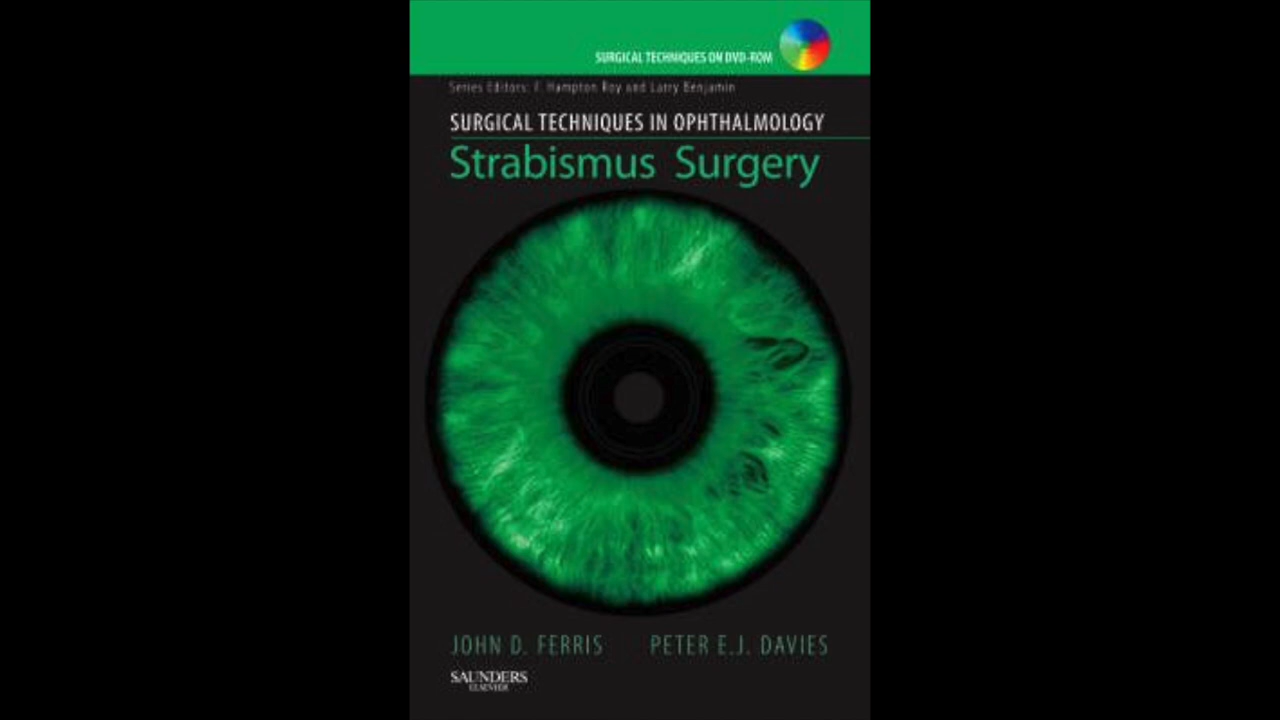 SURGICAL TECHNIQUES ON DVD-ROM
Series Editors: F. Hampton Roy and Larry Benjamin
SURGICAL TECHNIQUES IN OPHTHALMOLOGY
Strabismus Surgery
JOHN D. FERRIS PETER E.J. DAVIES
SAUNDERS
ELSEVIER